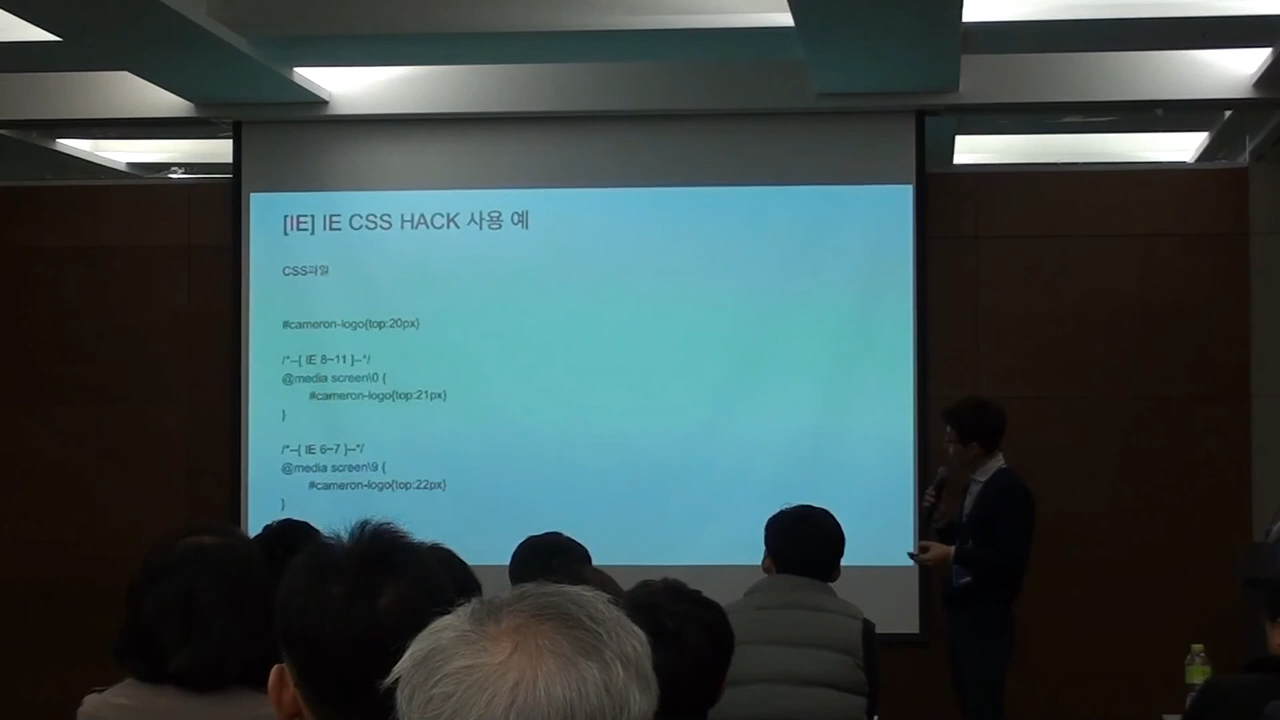 [IE] IE CSS HACK 사용 예
CSS파일
#cameron-logo{top:20px}
/*--[ IE 8~11 ]--*/
@media screen\0 {
#cameron-logo{top:21px}
}
/*--[ IE 6~7 ]--*/
@media screen\9 {
#cameron-logo{top:22px}
}